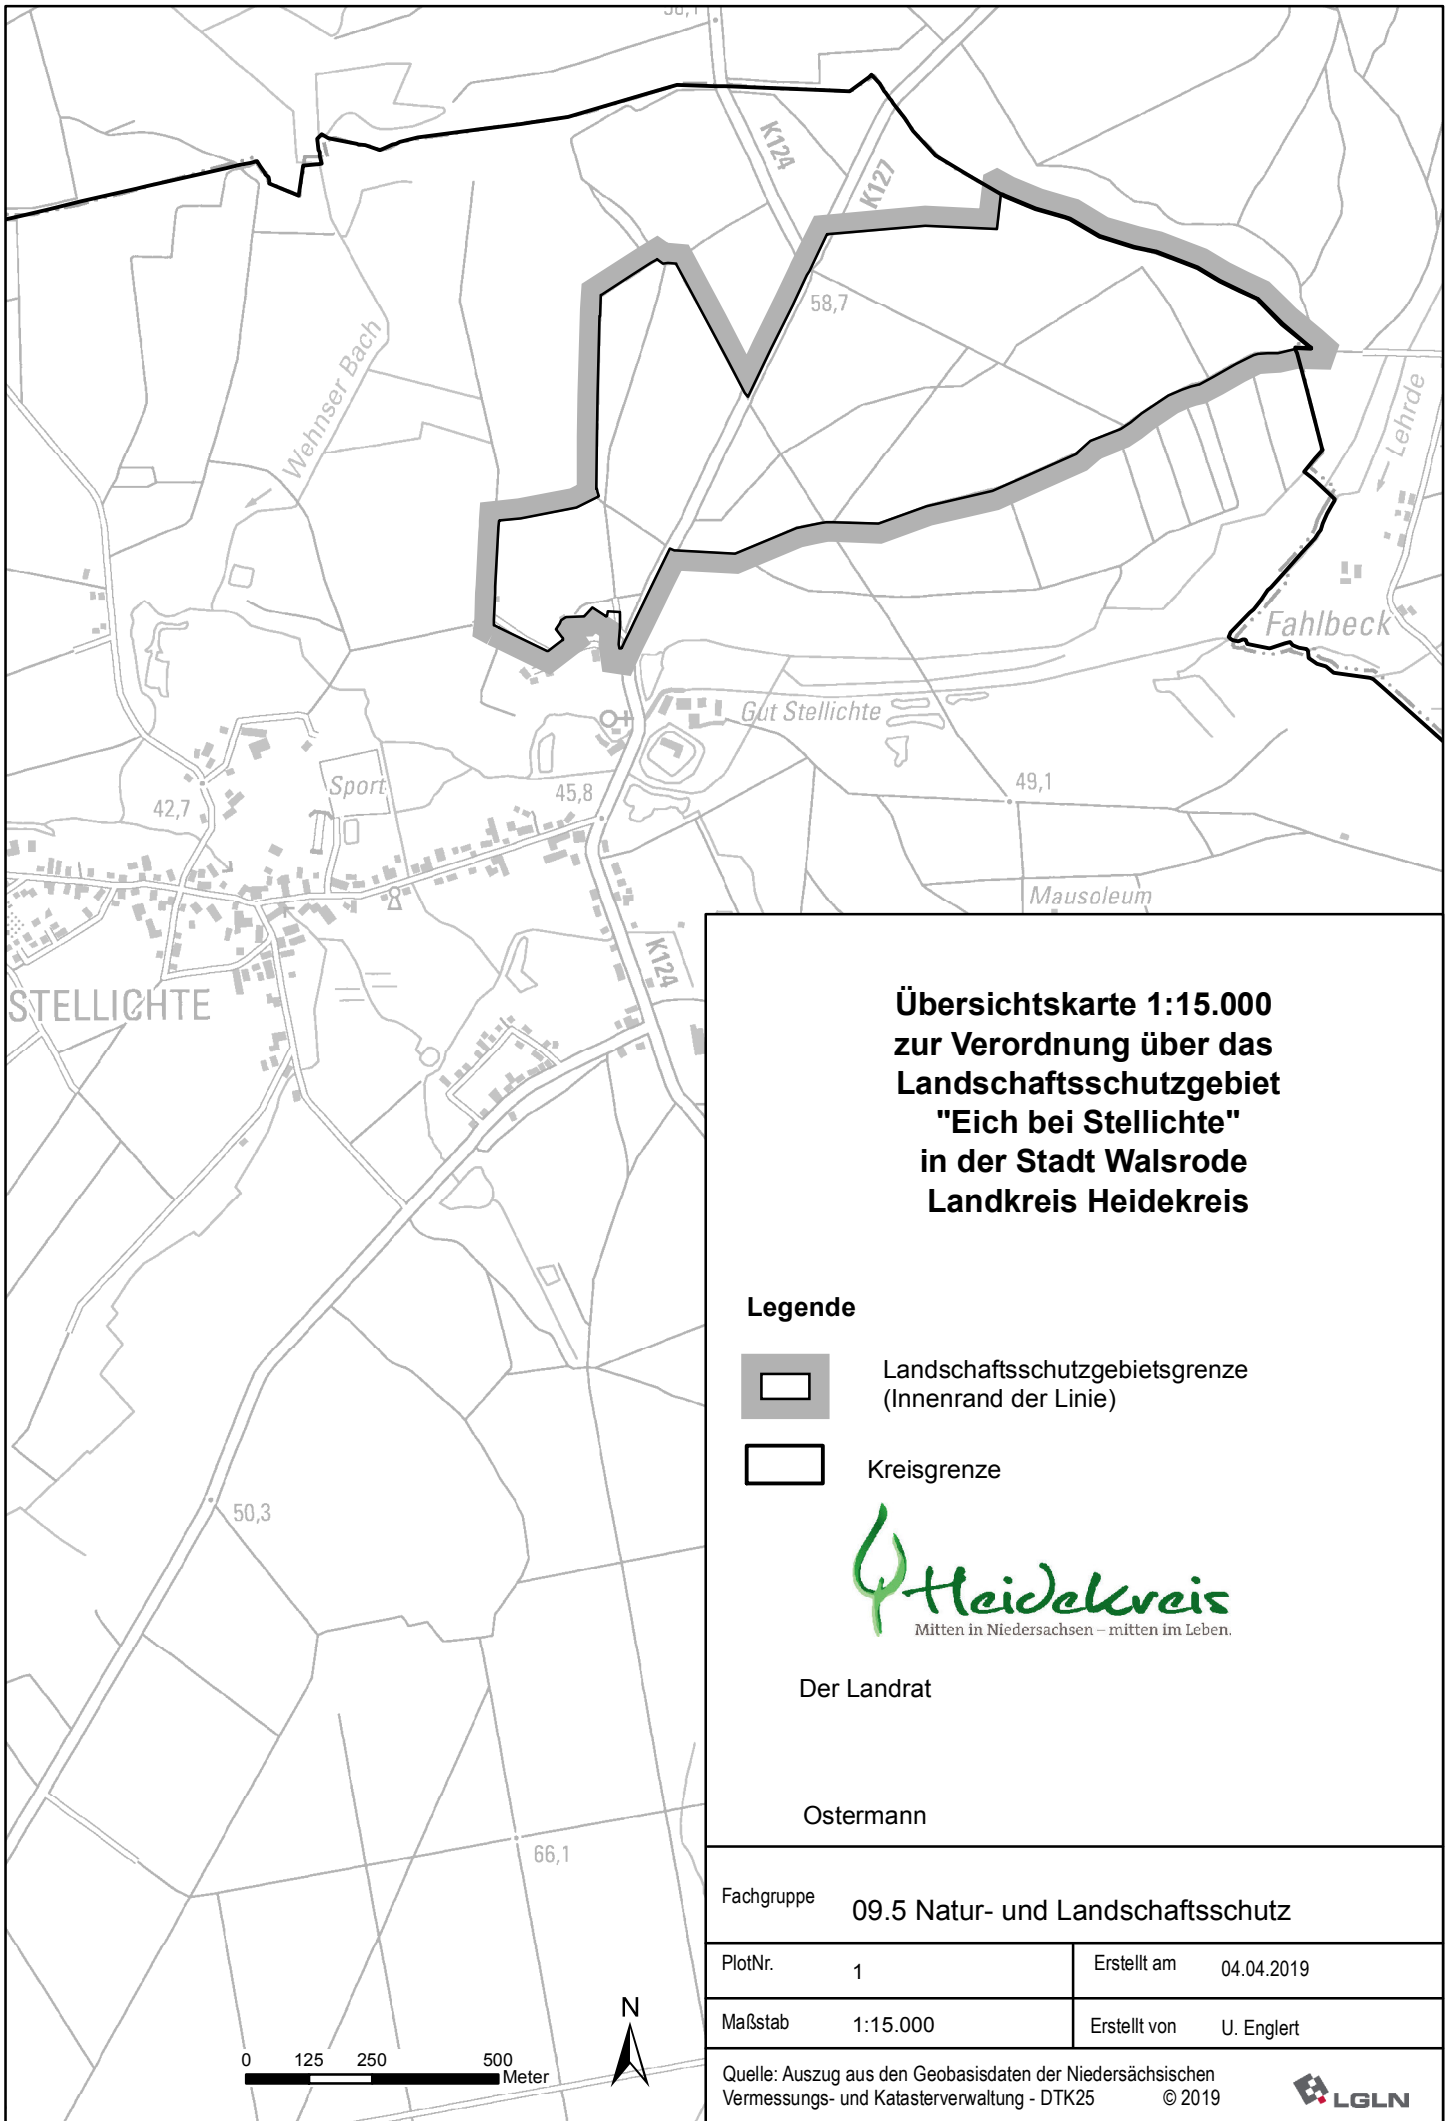 K124
K127
58,7
Wehnser Bach
Lehrde
Fahlbeck
Gut Stellichte
Sport
42,7
45,8
49,1
Mausoleum
K124
STELLICHTE
50,3
66,1
Übersichtskarte 1:15.000
zur Verordnung über das
Landschaftsschutzgebiet
"Eich bei Stellichte"
in der Stadt Walsrode
Landkreis Heidekreis
Legende
Landschaftsschutzgebietsgrenze
(Innenrand der Linie)
Kreisgrenze
Heidekreis
Mitten in Niedersachsen – mitten im Leben.
Der Landrat
Ostermann
Fachgruppe 09.5 Natur- und Landschaftsschutz
PlotNr. 1 Erstellt am 04.04.2019
Maßstab 1:15.000 Erstellt von U. Englert
Quelle: Auszug aus den Geobasisdaten der Niedersächsischen
Vermessungs- und Katasterverwaltung - DTK25 © 2019
LGLN
N
0 125 250 500
Meter